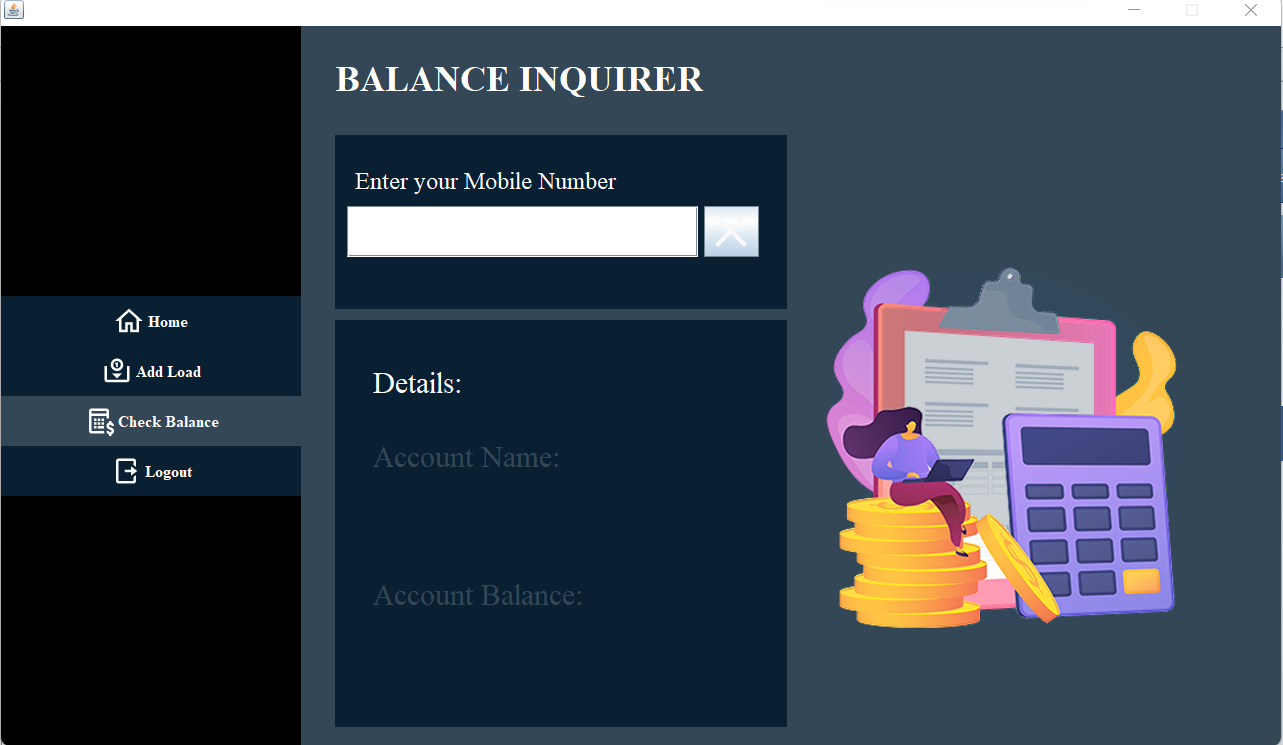 BALANCE INQUIRER
Enter your Mobile Number
Home
Add Load
Check Balance
Logout
Details:
Account Name:
Account Balance: